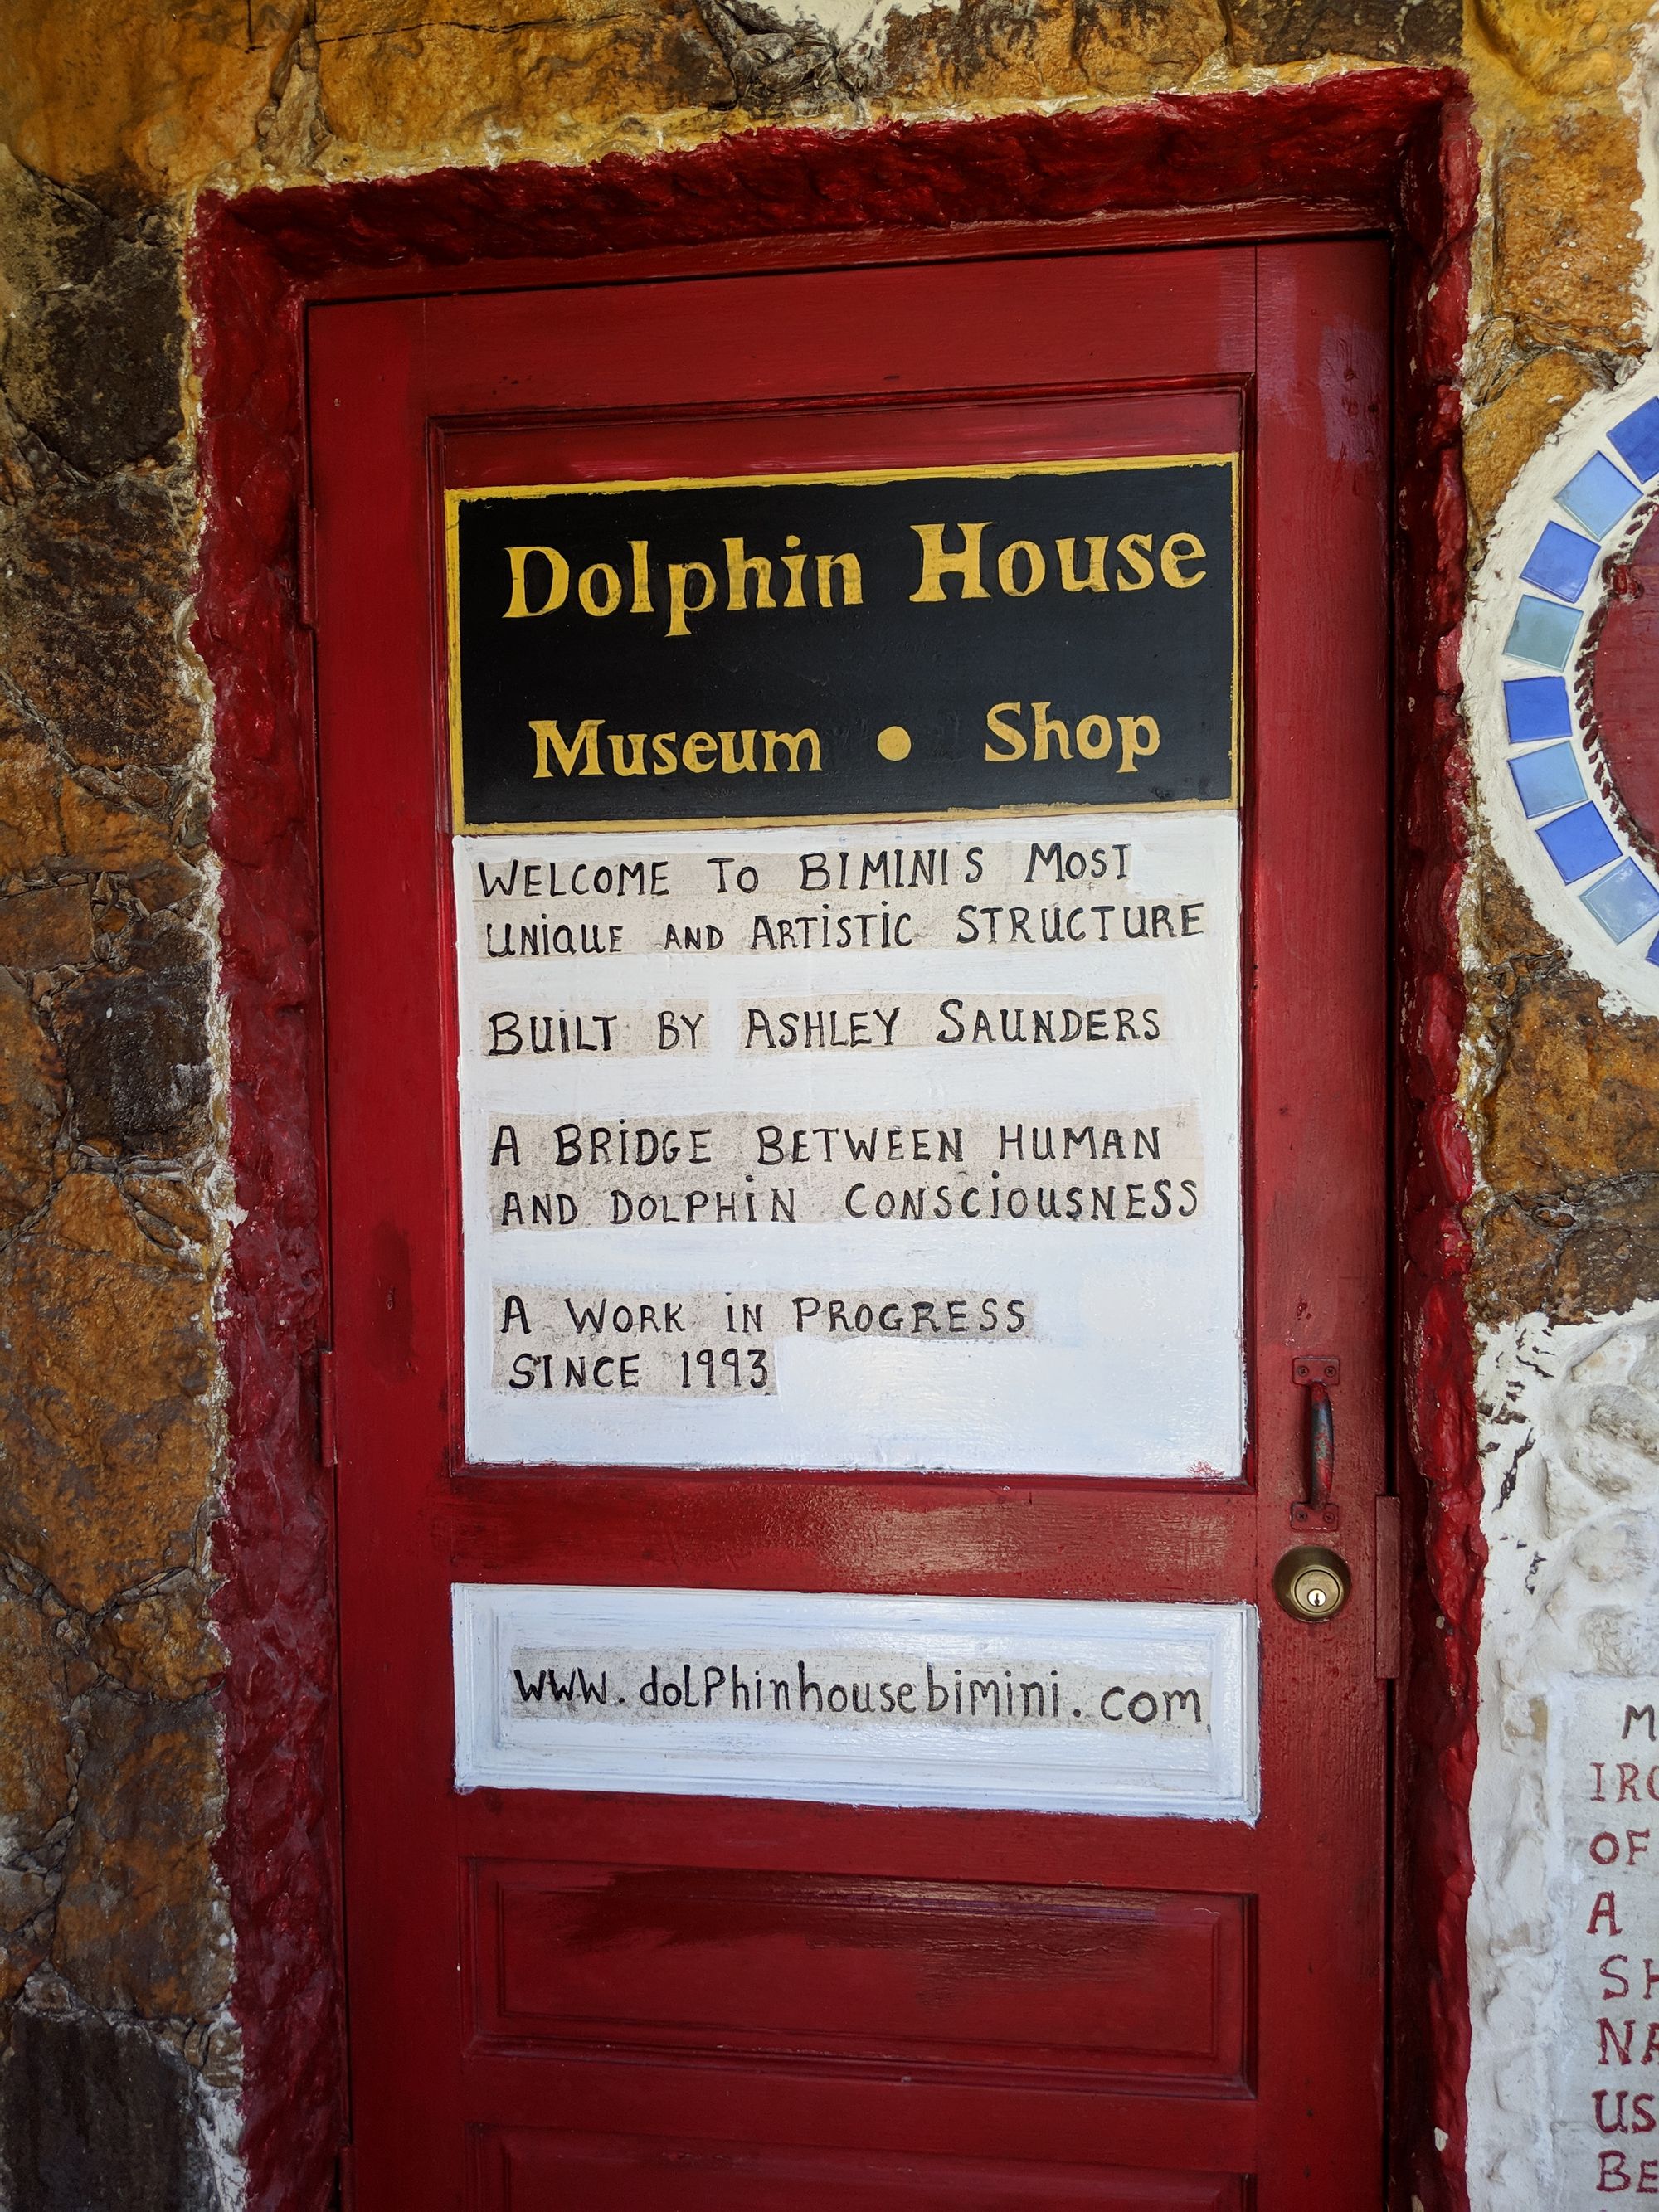 Dolphin House
Museum • Shop
WELCOME TO BIMINI'S MOST
UNIQUE AND ARTISTIC STRUCTURE
BUILT BY ASHLEY SAUNDERS
A BRIDGE BETWEEN HUMAN
AND DOLPHIN CONSCIOUSNESS
A WORK IN PROGRESS
SINCE 1993
www.dolPhinhousebimini.com
OF
A